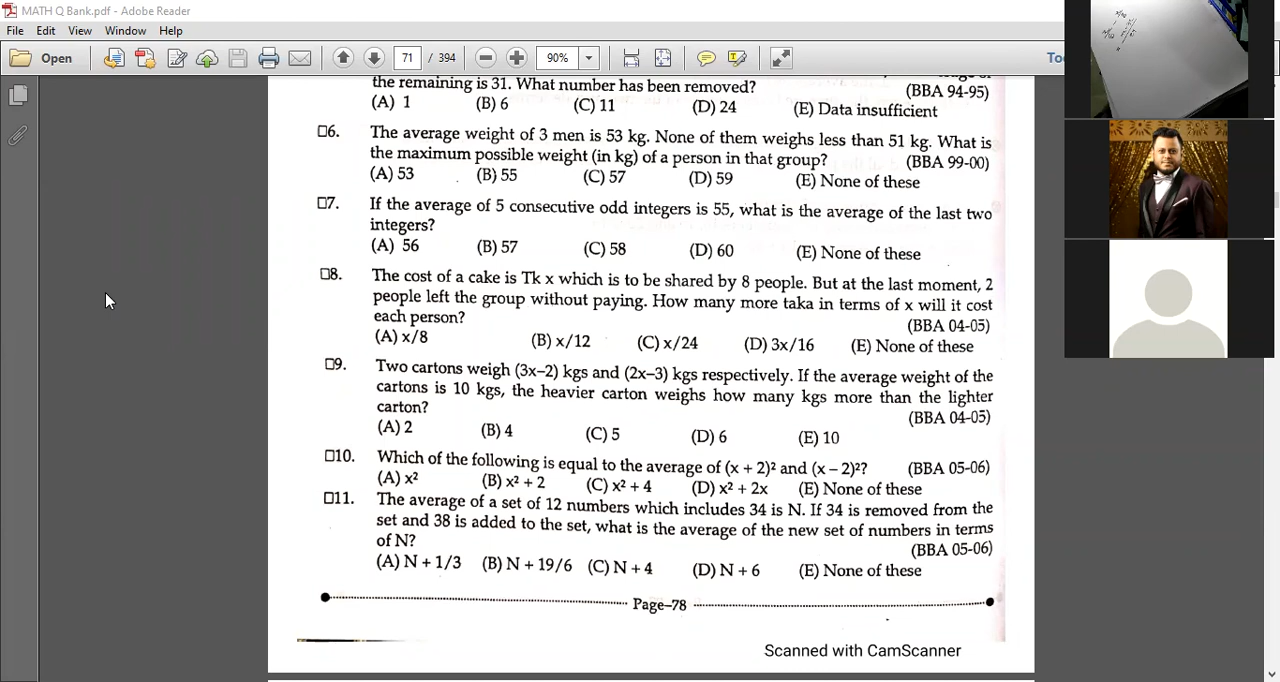 MATH Q Bank.pdf - Adobe Reader
File Edit View Window Help
Open 71 / 394 90%
the remaining is 31. What number has been removed? (BBA 94-95)
(A) 1 (B) 6 (C) 11 (D) 24 (E) Data insufficient
□6. The average weight of 3 men is 53 kg. None of them weighs less than 51 kg. What is
the maximum possible weight (in kg) of a person in that group? (BBA 99-00)
(A) 53 (B) 55 (C) 57 (D) 59 (E) None of these
□7. If the average of 5 consecutive odd integers is 55, what is the average of the last two
integers?
(A) 56 (B) 57 (C) 58 (D) 60 (E) None of these
□8. The cost of a cake is Tk x which is to be shared by 8 people. But at the last moment, 2
people left the group without paying. How many more taka in terms of x will it cost
each person? (BBA 04-05)
(A) x/8 (B) x/12 (C) x/24 (D) 3x/16 (E) None of these
□9. Two cartons weigh (3x–2) kgs and (2x–3) kgs respectively. If the average weight of the
cartons is 10 kgs, the heavier carton weighs how many kgs more than the lighter
carton? (BBA 04-05)
(A) 2 (B) 4 (C) 5 (D) 6 (E) 10
□10. Which of the following is equal to the average of (x + 2)² and (x – 2)²? (BBA 05-06)
(A) x² (B) x² + 2 (C) x² + 4 (D) x² + 2x (E) None of these
□11. The average of a set of 12 numbers which includes 34 is N. If 34 is removed from the
set and 38 is added to the set, what is the average of the new set of numbers in terms
of N? (BBA 05-06)
(A) N + 1/3 (B) N + 19/6 (C) N + 4 (D) N + 6 (E) None of these
Page–78
Scanned with CamScanner